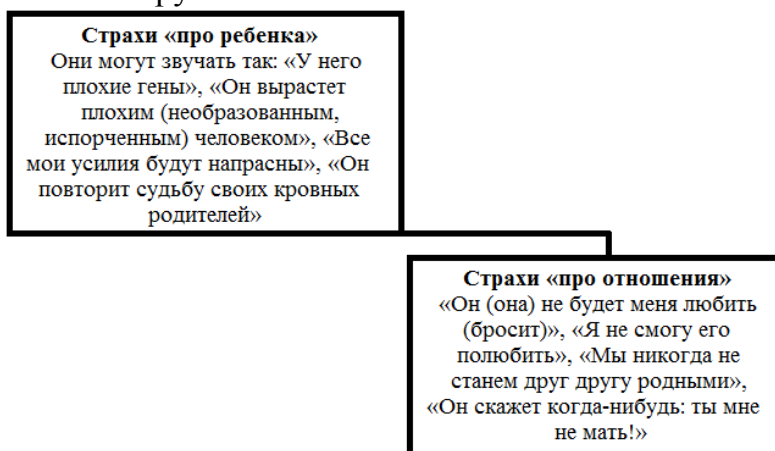 Страхи «про ребенка»
Они могут звучать так: «У него
плохие гены», «Он вырастет
плохим (необразованным,
испорченным) человеком», «Все
мои усилия будут напрасны», «Он
повторит судьбу своих кровных
родителей»
Страхи «про отношения»
«Он (она) не будет меня любить
(бросит)», «Я не смогу его
полюбить», «Мы никогда не
станем друг другу родными»,
«Он скажет когда-нибудь: ты мне
не мать!»